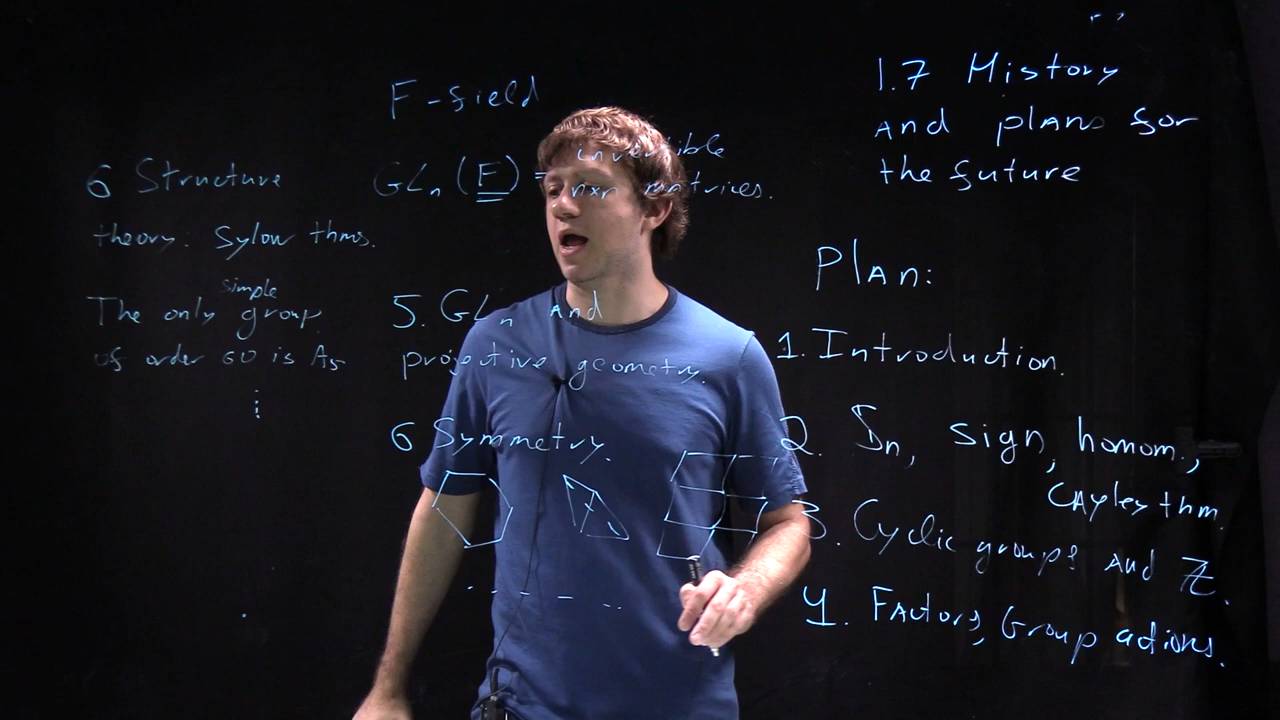 1.7 History
and plans for
the future
Plan:
1. Introduction.
2. Sn, sign, homom.,
Cayley thm.
3. Cyclic groups and ℤ.
4. Factors, Group actions.
F - field
GLn (F) = invertible
nxn matrices.
5. GLn and
projective geometry.
6 Symmetry.
6 Structure
theory: Sylow thms.
simple
The only group
of order 60 is A5